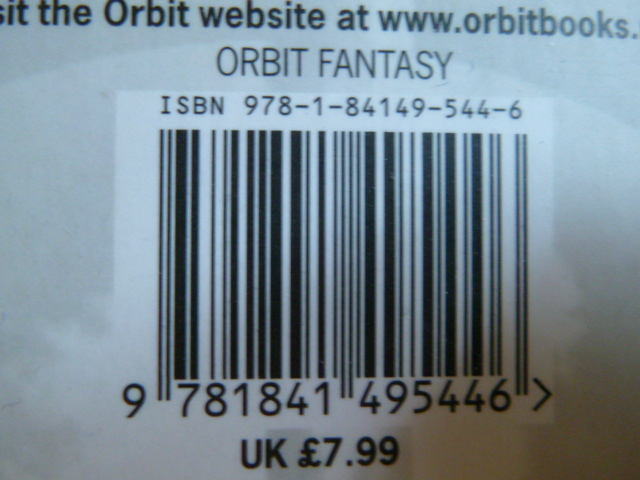 the Orbit website at www.orbitbooks.
ORBIT FANTASY
ISBN 978-1-84149-544-6
9 781841 495446 >
UK £7.99